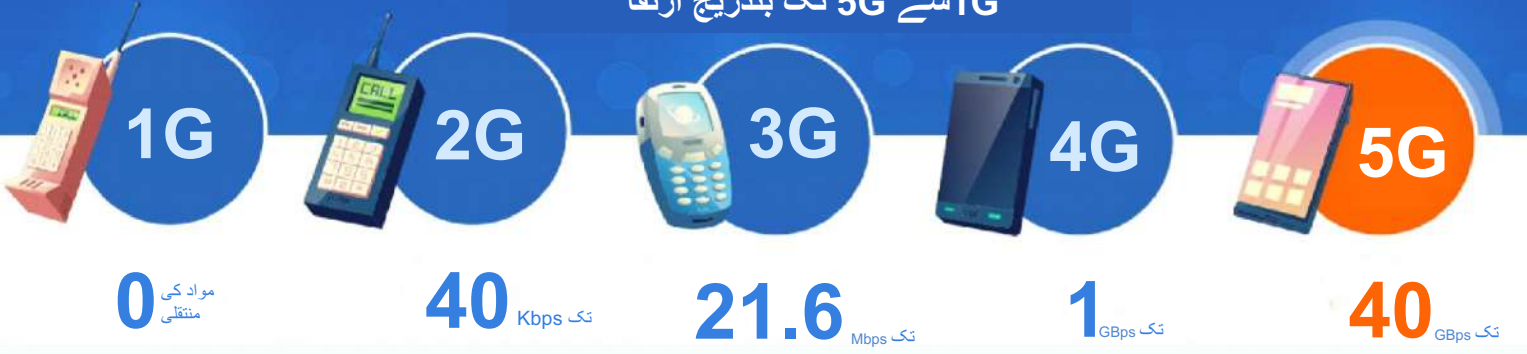 1G سے 5G تک بتدریج ارتقا
1G
2G
3G
4G
5G
CALL
0 مواد کی
منتقلی
40 Kbps تک
21.6 Mbps تک
1 GBps تک
40 GBps تک